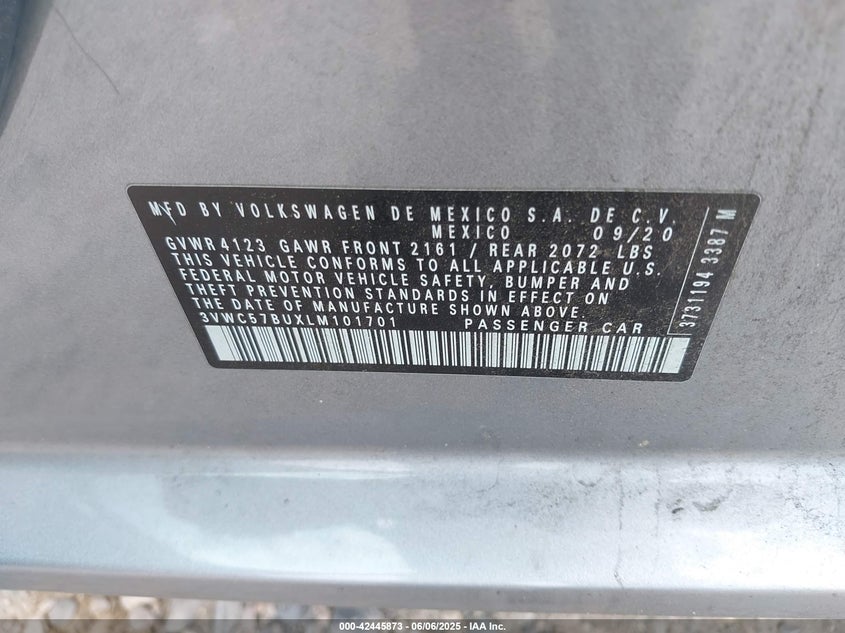 MFD BY VOLKSWAGEN DE MEXICO S.A. DE C.V.
MEXICO 09/20
GVWR 4123 GAWR FRONT 2161 / REAR 2072 LBS
THIS VEHICLE CONFORMS TO ALL APPLICABLE U.S.
FEDERAL MOTOR VEHICLE SAFETY, BUMPER AND
THEFT PREVENTION STANDARDS IN EFFECT ON
THE DATE OF MANUFACTURE SHOWN ABOVE.
3VWC57BUXLM101701 PASSENGER CAR
3731194 3387 M
000-42445873 - 06/06/2025 - IAA Inc.